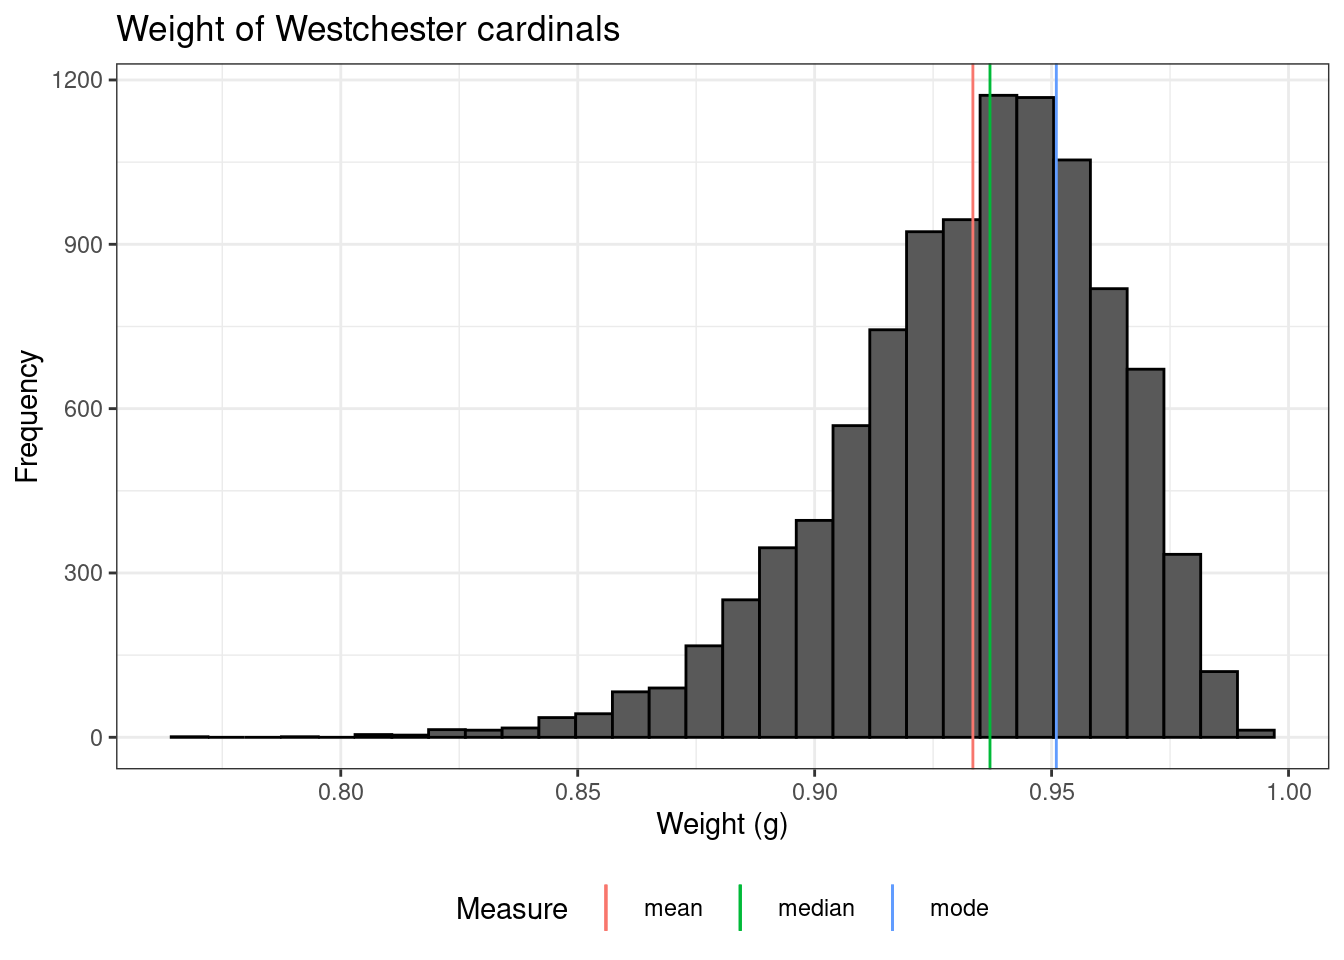 Weight of Westchester cardinals
1200
900
600
300
0
Frequency
0.80 0.85 0.90 0.95 1.00
Weight (g)
Measure mean median mode